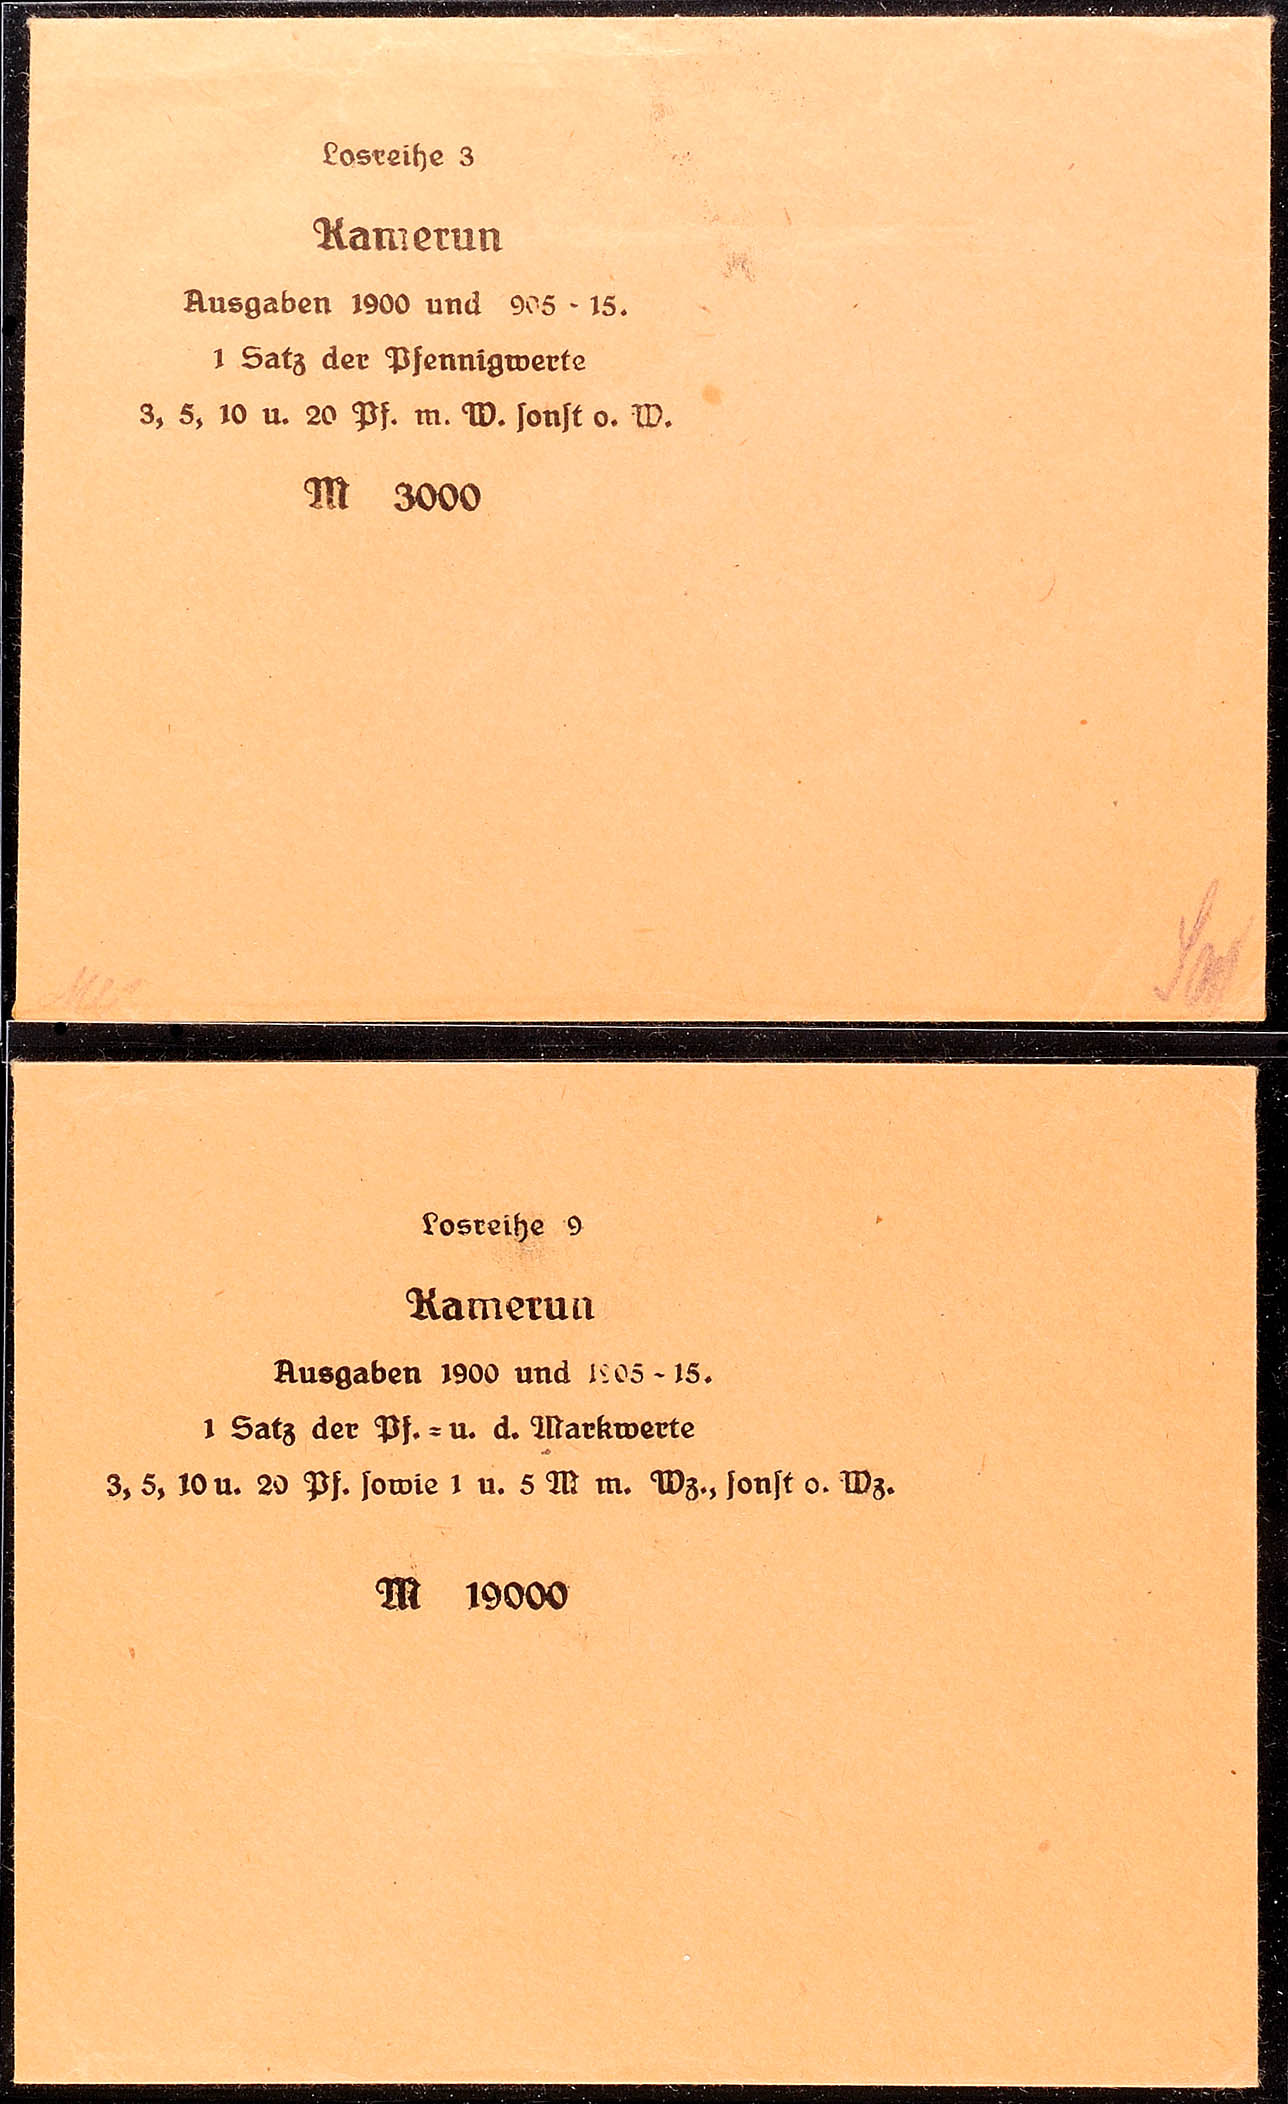 Losreihe 3
Kamerun
Ausgaben 1900 und 905 - 15.
1 Satz der Pfennigwerte
3, 5, 10 u. 20 Pf. m. W. sonst o. W.
M 3000
Losreihe 9
Kamerun
Ausgaben 1900 und 1905 - 15.
1 Satz der Pf. = u. d. Markwerte
3, 5, 10 u. 20 Pf. sowie 1 u. 5 M m. Wz., sonst o. Wz.
M 19000